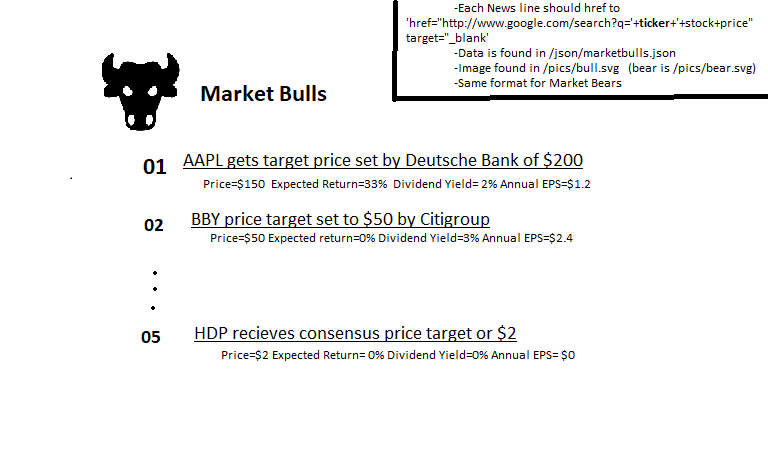 -Each News line should href to
'href="http://www.google.com/search?q='+ticker+'+stock+price"
target="_blank'
-Data is found in /json/marketbulls.json
-Image found in /pics/bull.svg (bear is /pics/bear.svg)
-Same format for Market Bears
Market Bulls
01 AAPL gets target price set by Deutsche Bank of $200
Price=$150 Expected Return=33% Dividend Yield= 2% Annual EPS=$1.2
02 BBY price target set to $50 by Citigroup
Price=$50 Expected return=0% Dividend Yield=3% Annual EPS=$2.4
05 HDP recieves consensus price target or $2
Price=$2 Expected Return= 0% Dividend Yield=0% Annual EPS= $0